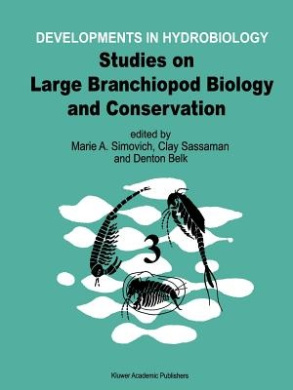 DEVELOPMENTS IN HYDROBIOLOGY
Studies on
Large Branchiopod Biology
and Conservation
edited by
Marie A. Simovich, Clay Sassaman
and Denton Belk
3
Kluwer Academic Publishers